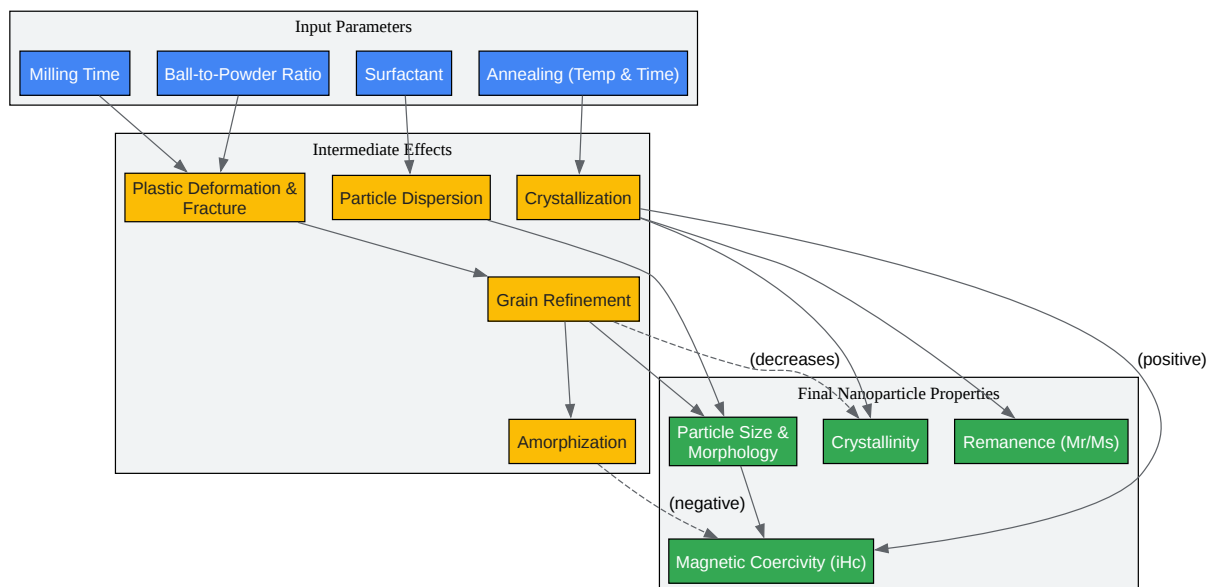 Input Parameters
Milling Time
Ball-to-Powder Ratio
Surfactant
Annealing (Temp & Time)
Intermediate Effects
Plastic Deformation &
Fracture
Particle Dispersion
Crystallization
Grain Refinement
(decreases)
(positive)
Final Nanoparticle Properties
Amorphization
Particle Size &
Morphology
Crystallinity
Remanence (Mr/Ms)
(negative)
Magnetic Coercivity (iHc)